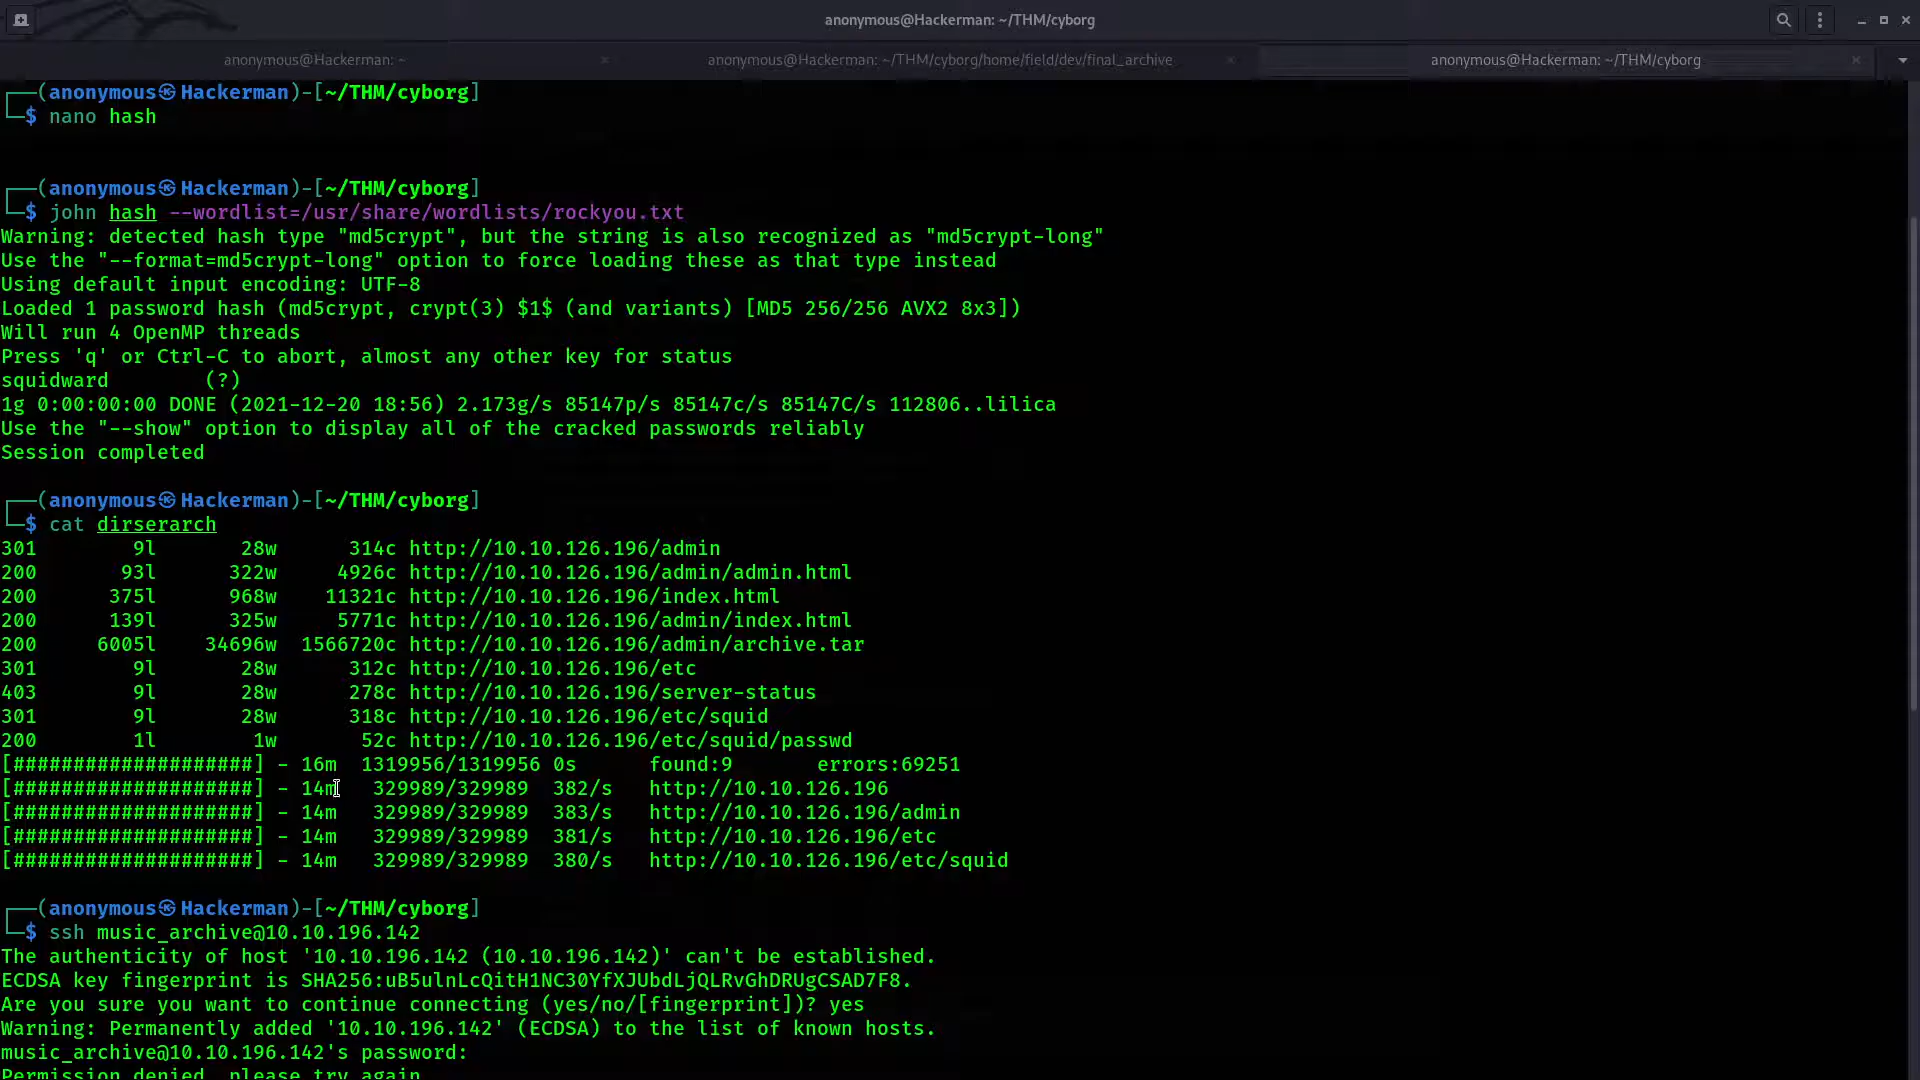 anonymous@Hackerman: ~/THM/cyborg
anonymous@Hackerman: ~
anonymous@Hackerman: ~/THM/cyborg/home/field/dev/final_archive
anonymous@Hackerman: ~/THM/cyborg
┌──(anonymous㉿Hackerman)-[~/THM/cyborg]
└─$ nano hash
┌──(anonymous㉿Hackerman)-[~/THM/cyborg]
└─$ john hash --wordlist=/usr/share/wordlists/rockyou.txt
Warning: detected hash type "md5crypt", but the string is also recognized as "md5crypt-long"
Use the "--format=md5crypt-long" option to force loading these as that type instead
Using default input encoding: UTF-8
Loaded 1 password hash (md5crypt, crypt(3) $1$ (and variants) [MD5 256/256 AVX2 8x3])
Will run 4 OpenMP threads
Press 'q' or Ctrl-C to abort, almost any other key for status
squidward        (?)
1g 0:00:00:00 DONE (2021-12-20 18:56) 2.173g/s 85147p/s 85147c/s 85147C/s 112806..lilica
Use the "--show" option to display all of the cracked passwords reliably
Session completed
┌──(anonymous㉿Hackerman)-[~/THM/cyborg]
└─$ cat dirserarch
301        9l       28w      314c http://10.10.126.196/admin
200       93l      322w     4926c http://10.10.126.196/admin/admin.html
200      375l      968w    11321c http://10.10.126.196/index.html
200      139l      325w     5771c http://10.10.126.196/admin/index.html
200     6005l    34696w  1566720c http://10.10.126.196/admin/archive.tar
301        9l       28w      312c http://10.10.126.196/etc
403        9l       28w      278c http://10.10.126.196/server-status
301        9l       28w      318c http://10.10.126.196/etc/squid
200        1l        1w       52c http://10.10.126.196/etc/squid/passwd
[####################] - 16m  1319956/1319956 0s      found:9       errors:69251
[####################] - 14m   329989/329989  382/s   http://10.10.126.196
[####################] - 14m   329989/329989  383/s   http://10.10.126.196/admin
[####################] - 14m   329989/329989  381/s   http://10.10.126.196/etc
[####################] - 14m   329989/329989  380/s   http://10.10.126.196/etc/squid
┌──(anonymous㉿Hackerman)-[~/THM/cyborg]
└─$ ssh music_archive@10.10.196.142
The authenticity of host '10.10.196.142 (10.10.196.142)' can't be established.
ECDSA key fingerprint is SHA256:uB5ulnLcQitH1NC30YfXJUbdLjQLRvGhDRUgCSAD7F8.
Are you sure you want to continue connecting (yes/no/[fingerprint])? yes
Warning: Permanently added '10.10.196.142' (ECDSA) to the list of known hosts.
music_archive@10.10.196.142's password:
Permission denied, please try again.